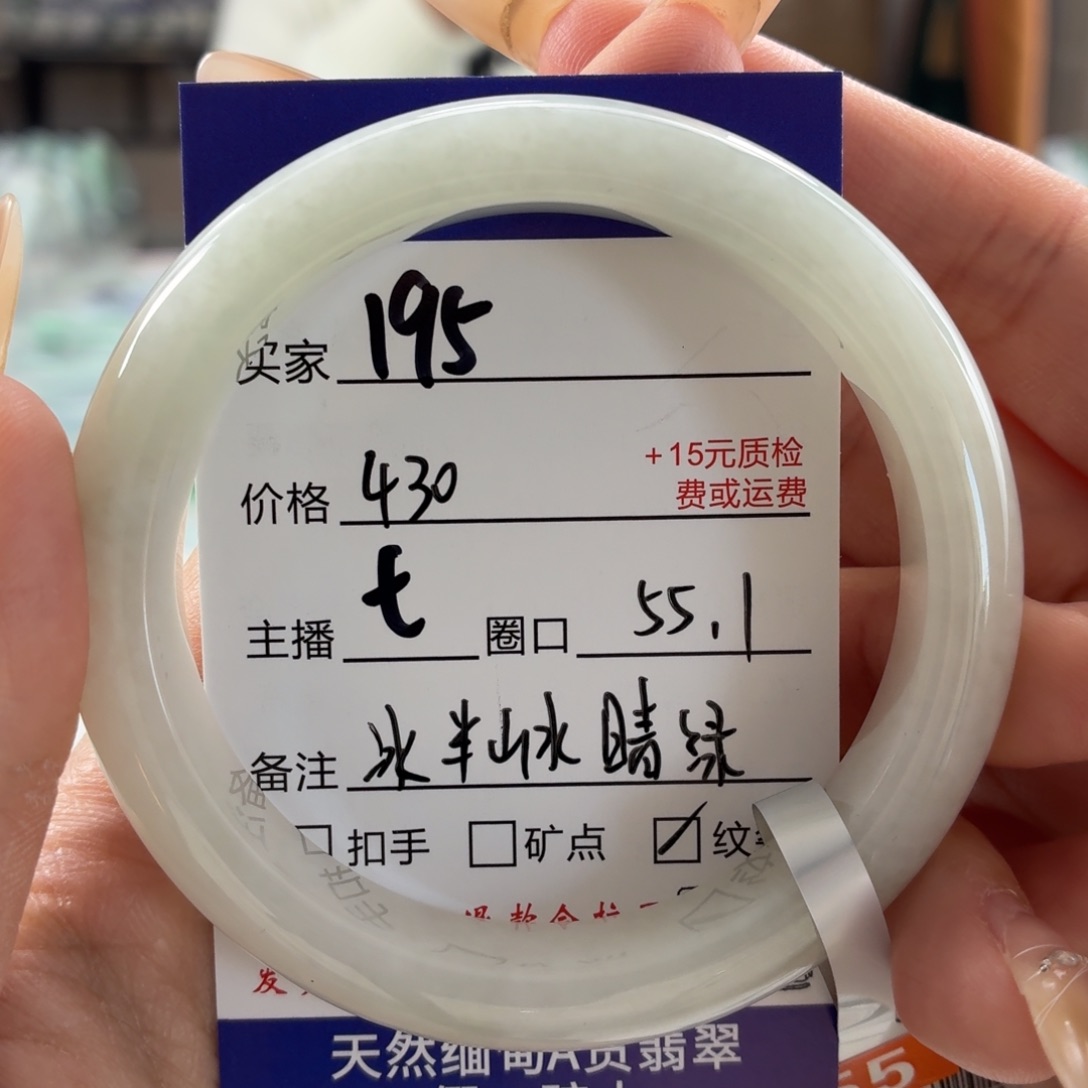 买家 195
价格 430 +15元质检
费或运费
主播 七 圈口 55.1
备注 冰半山水晴绿
扣手 矿点 纹
发
天然缅甸A货翡翠
55